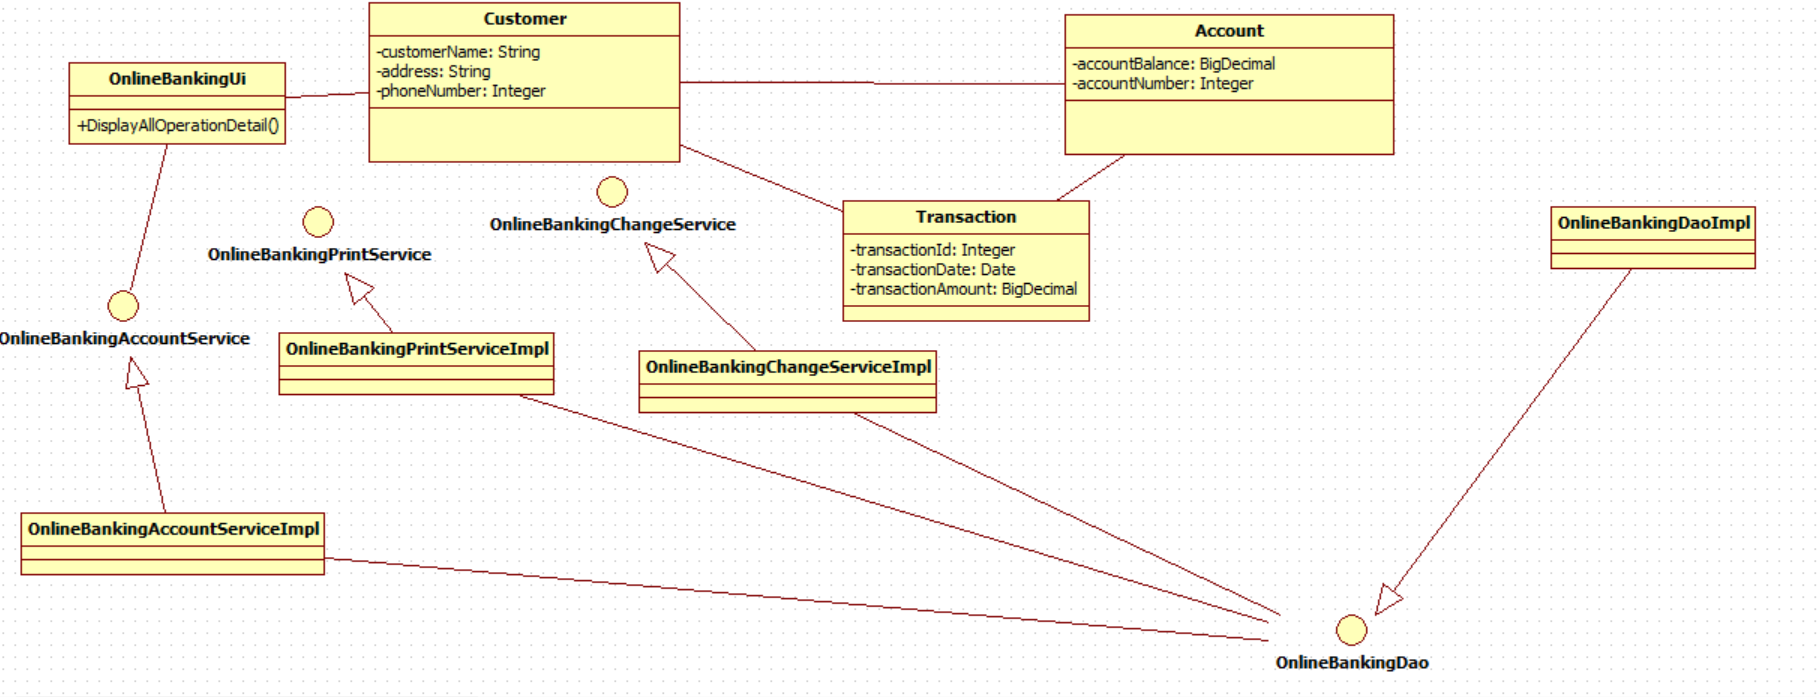 Customer
-customerName: String
-address: String
-phoneNumber: Integer
Account
-accountBalance: BigDecimal
-accountNumber: Integer
OnlineBankingUi
+DisplayAllOperationDetail()
OnlineBankingChangeService
OnlineBankingPrintService
Transaction
-transactionId: Integer
-transactionDate: Date
-transactionAmount: BigDecimal
OnlineBankingDaoImpl
OnlineBankingAccountService
OnlineBankingPrintServiceImpl
OnlineBankingChangeServiceImpl
OnlineBankingAccountServiceImpl
OnlineBankingDao